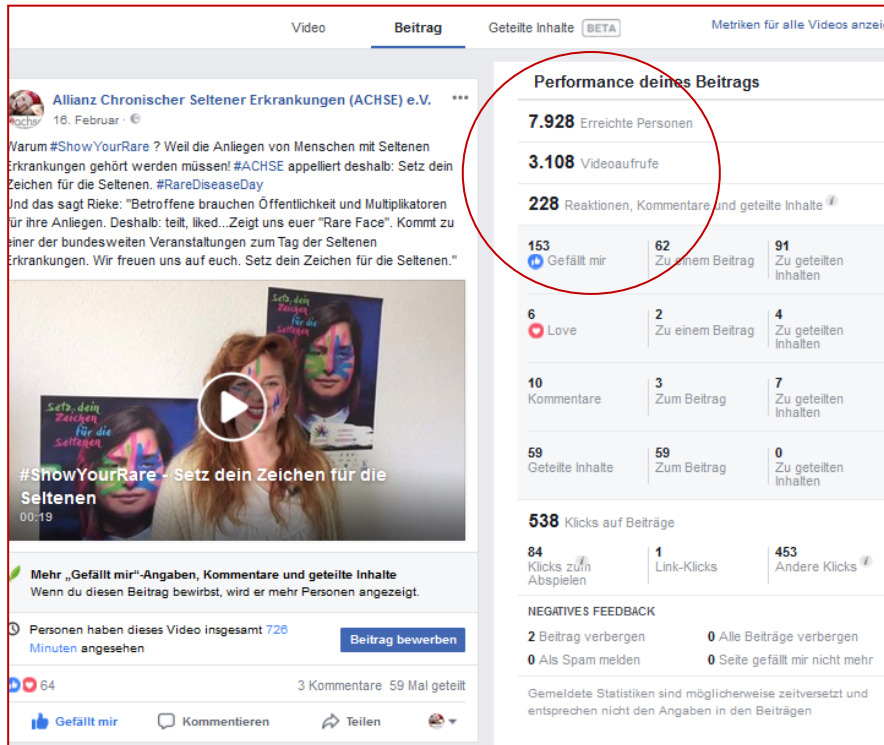 Video
Beitrag
Geteilte Inhalte BETA
Metriken für alle Videos anzeig
Allianz Chronischer Seltener Erkrankungen (ACHSE) e.V.
16. Februar ·
Warum #ShowYourRare ? Weil die Anliegen von Menschen mit Seltenen
Erkrankungen gehört werden müssen! #ACHSE appelliert deshalb: Setz dein
Zeichen für die Seltenen. #RareDiseaseDay
Und das sagt Rieke: "Betroffene brauchen Öffentlichkeit und Multiplikatoren
für ihre Anliegen. Deshalb: teilt, liked...Zeigt uns euer "Rare Face". Kommt zu
einer der bundesweiten Veranstaltungen zum Tag der Seltenen
Erkrankungen. Wir freuen uns auf euch. Setz dein Zeichen für die Seltenen."
Setz dein
Zeichen
für die
Seltenen
Setz dein
Zeichen
für die
Seltenen
#ShowYourRare - Setz dein Zeichen für die
Seltenen
00:19
Mehr „Gefällt mir“-Angaben, Kommentare und geteilte Inhalte
Wenn du diesen Beitrag bewirbst, wird er mehr Personen angezeigt.
Personen haben dieses Video insgesamt 726
Minuten angesehen
Beitrag bewerben
64
3 Kommentare 59 Mal geteilt
Gefällt mir
Kommentieren
Teilen
Performance deines Beitrags
7.928 Erreichte Personen
3.108 Videoaufrufe
228 Reaktionen, Kommentare und geteilte Inhalte i
153
Gefällt mir
62
Zu einem Beitrag
91
Zu geteilten
Inhalten
6
Love
2
Zu einem Beitrag
4
Zu geteilten
Inhalten
10
Kommentare
3
Zum Beitrag
7
Zu geteilten
Inhalten
59
Geteilte Inhalte
59
Zum Beitrag
0
Zu geteilten
Inhalten
538 Klicks auf Beiträge
84
Klicks zum
Abspielen i
1
Link-Klicks
453
Andere Klicks i
NEGATIVES FEEDBACK
2 Beitrag verbergen
0 Alle Beiträge verbergen
0 Als Spam melden
0 Seite gefällt mir nicht mehr
Gemeldete Statistiken sind möglicherweise zeitversetzt und
entsprechen nicht den Angaben in den Beiträgen